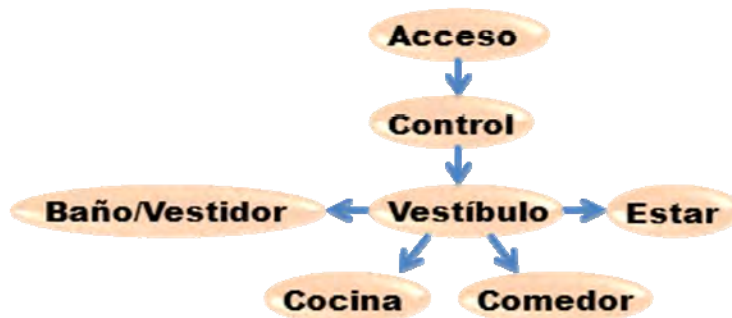 Acceso
Control
Baño/Vestidor
Vestíbulo
Estar
Cocina
Comedor